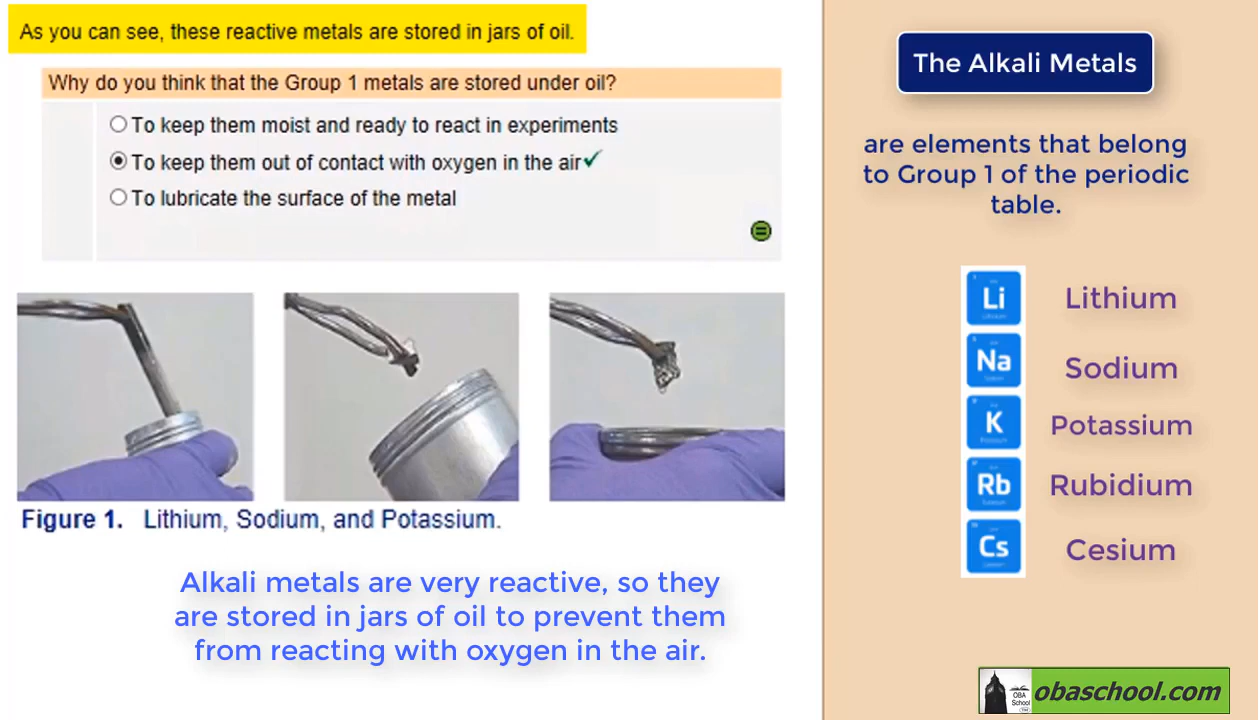 As you can see, these reactive metals are stored in jars of oil.
Why do you think that the Group 1 metals are stored under oil?
To keep them moist and ready to react in experiments
To keep them out of contact with oxygen in the air
To lubricate the surface of the metal
Figure 1. Lithium, Sodium, and Potassium.
Alkali metals are very reactive, so they
are stored in jars of oil to prevent them
from reacting with oxygen in the air.
The Alkali Metals
are elements that belong
to Group 1 of the periodic
table.
Li Lithium
Na Sodium
K Potassium
Rb Rubidium
Cs Cesium
OBA
School
obaschool.com